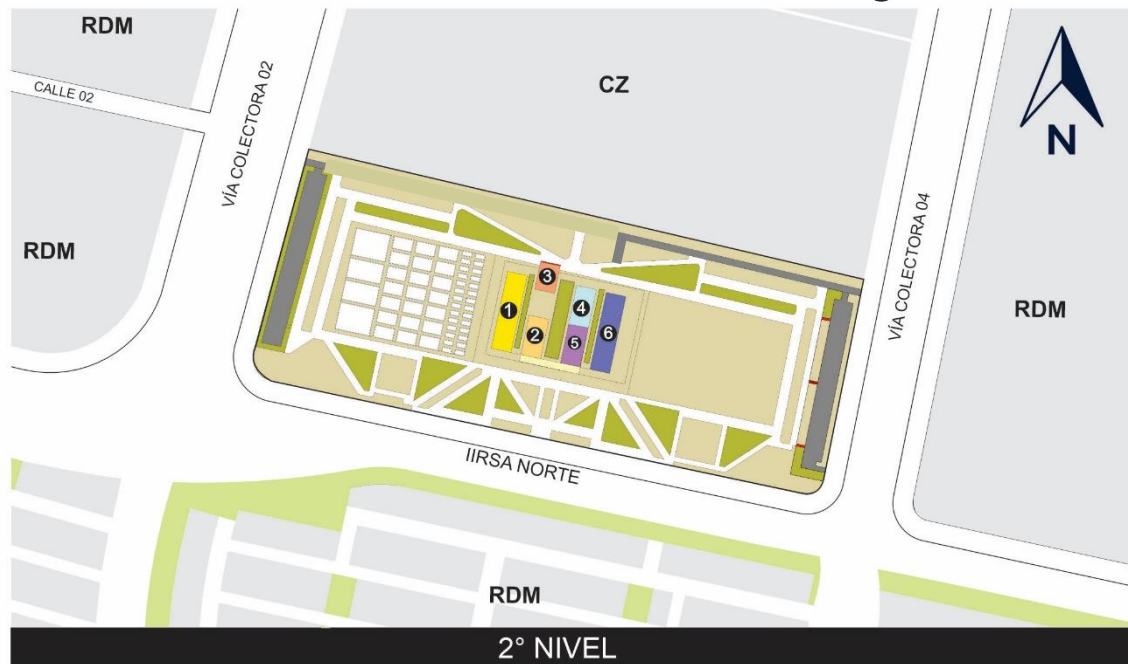 RDM
CALLE 02
VÍA COLECTORA 02
CZ
N
RDM
VÍA COLECTORA 04
RDM
3
1
4
2
5
6
IIRSA NORTE
RDM
2° NIVEL